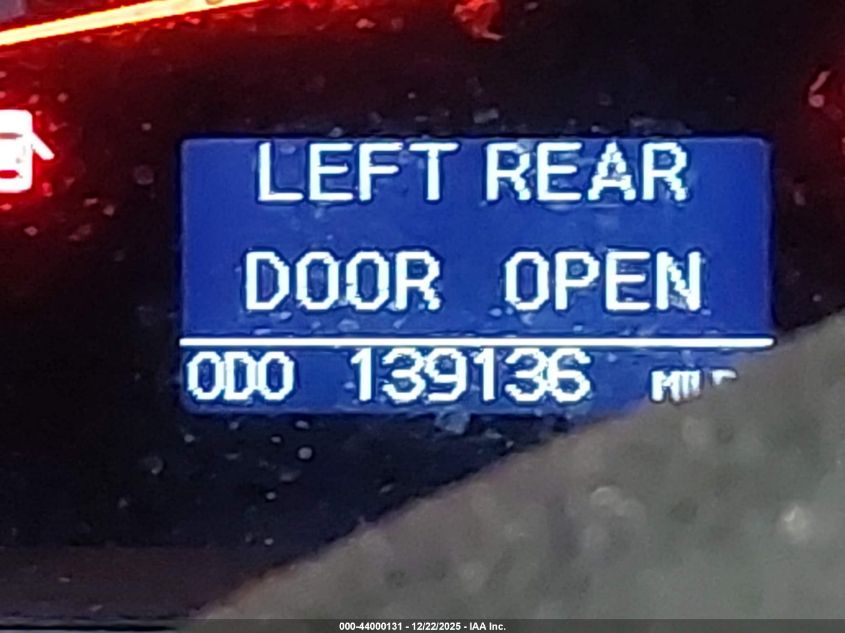 LEFT REAR
DOOR OPEN
ODO 139136
000-44000131 - 12/22/2025 - IAA Inc.